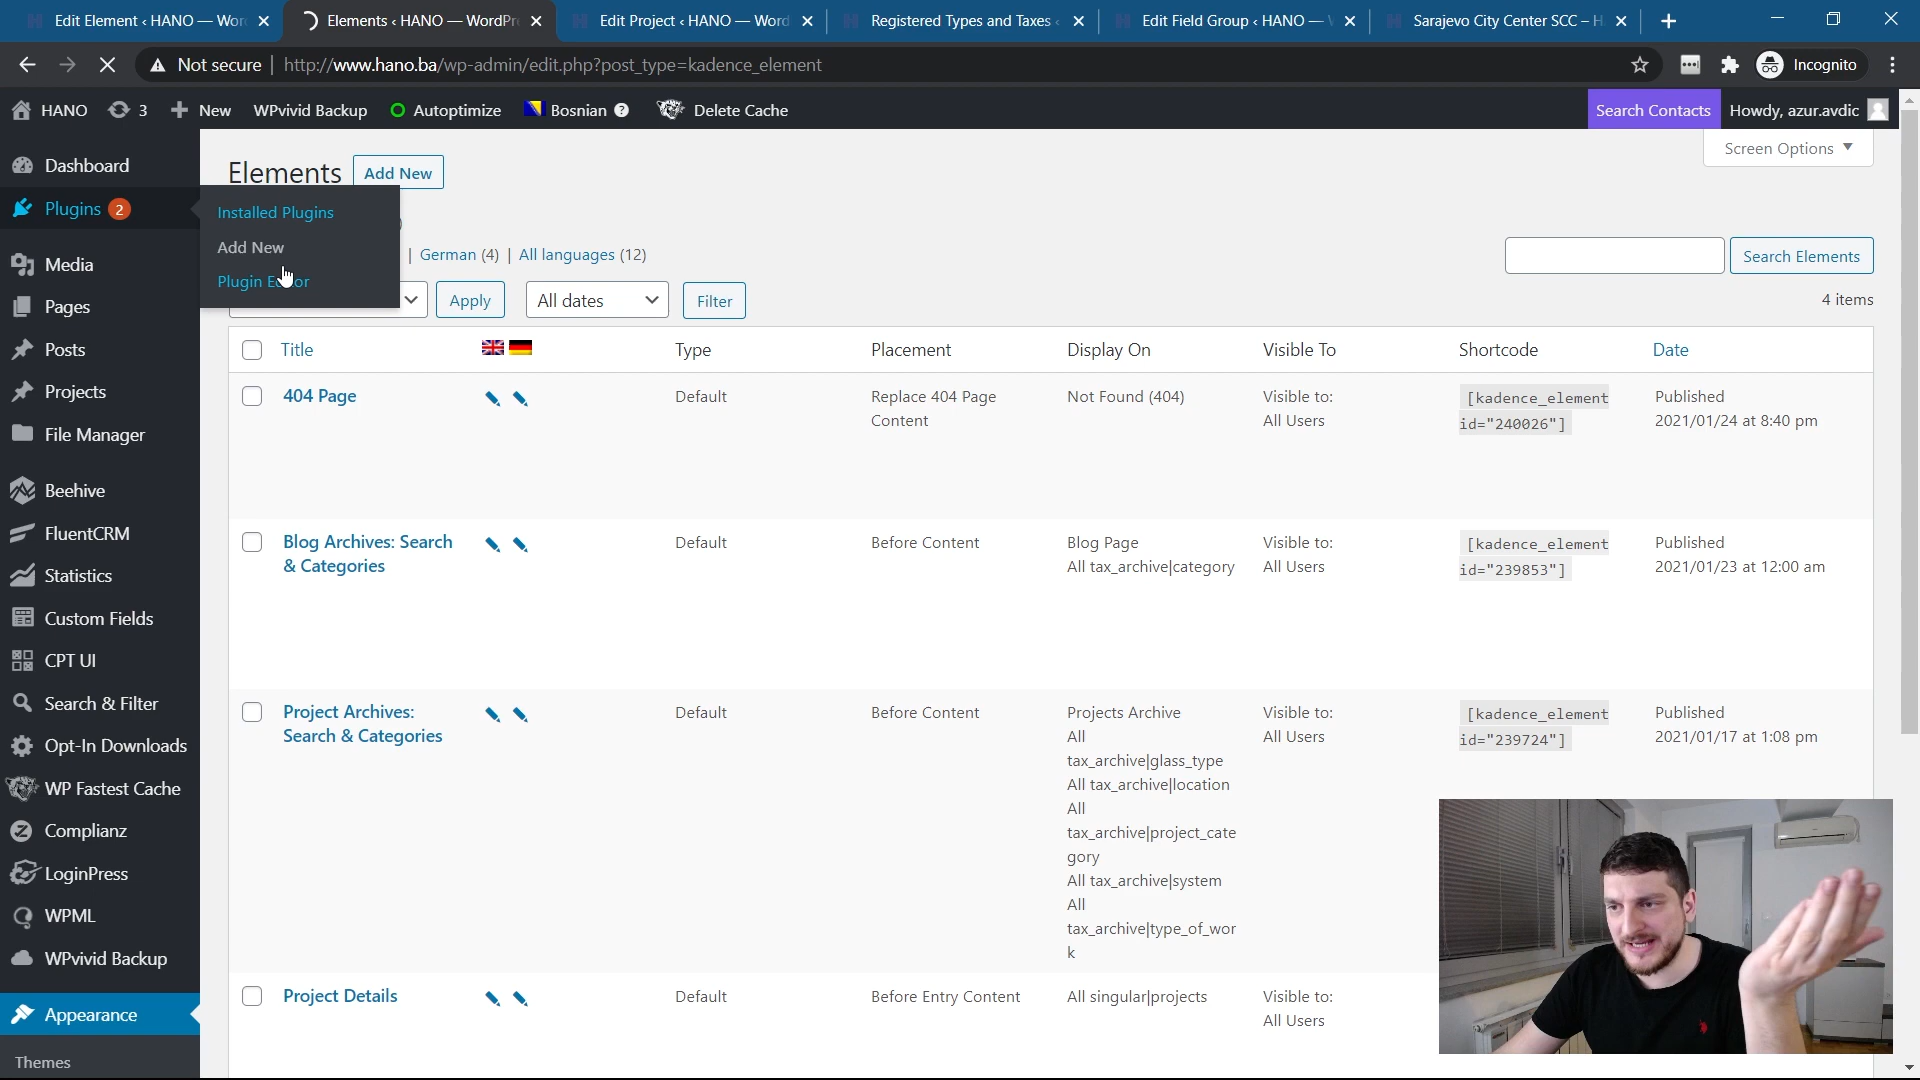 Edit Element ‹ HANO — Wor
Elements ‹ HANO — WordPr
Edit Project ‹ HANO — Word
Registered Types and Taxes ‹
Edit Field Group ‹ HANO —
Sarajevo City Center SCC – H
Not secure
http://www.hano.ba/wp-admin/edit.php?post_type=kadence_element
Incognito
HANO
3
New
WPvivid Backup
Autoptimize
Bosnian ?
Delete Cache
Search Contacts
Howdy, azur.avdic
Dashboard
Plugins 2
Media
Pages
Posts
Projects
File Manager
Beehive
FluentCRM
Statistics
Custom Fields
CPT UI
Search & Filter
Opt-In Downloads
WP Fastest Cache
Complianz
LoginPress
WPML
WPvivid Backup
Appearance
Themes
Installed Plugins
Add New
Elements
Add New
Screen Options
| German (4) | All languages (12)
Search Elements
Apply
All dates
Filter
4 items
Title
Type
Placement
Display On
Visible To
Shortcode
Date
404 Page
Default
Replace 404 Page
Content
Not Found (404)
Visible to:
All Users
[kadence_element
id="240026"]
Published
2021/01/24 at 8:40 pm
Blog Archives: Search
& Categories
Default
Before Content
Blog Page
All tax_archive|category
Visible to:
All Users
[kadence_element
id="239853"]
Published
2021/01/23 at 12:00 am
Project Archives:
Search & Categories
Default
Before Content
Projects Archive
All
tax_archive|glass_type
All tax_archive|location
All
tax_archive|project_cate
gory
All tax_archive|system
All
tax_archive|type_of_wor
k
Visible to:
All Users
[kadence_element
id="239724"]
Published
2021/01/17 at 1:08 pm
Project Details
Default
Before Entry Content
All singular|projects
Visible to:
All Users